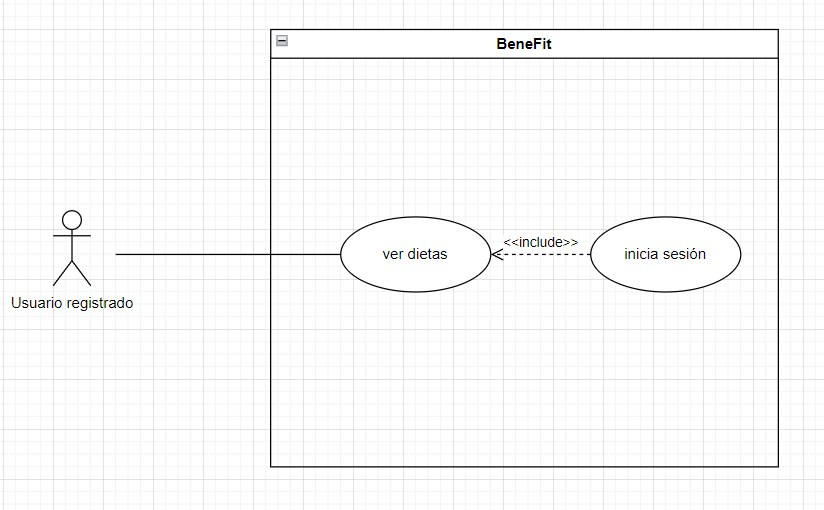 BeneFit
<<include>>
ver dietas
inicia sesión
Usuario registrado